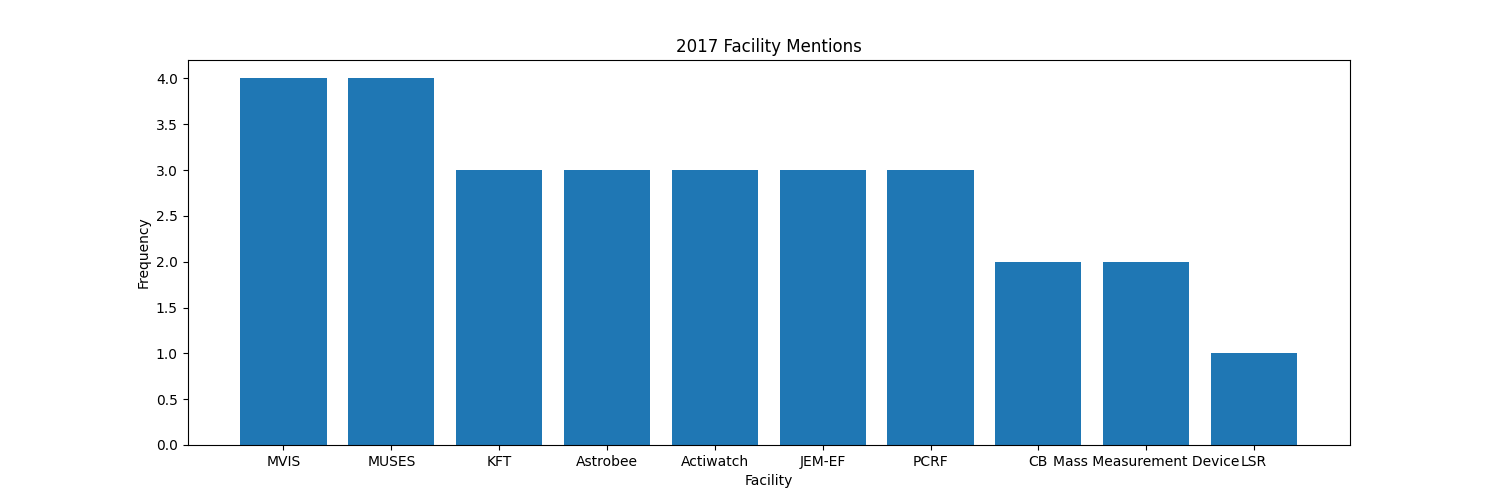 2017 Facility Mentions
4.0
3.5
3.0
2.5
2.0
1.5
1.0
0.5
0.0
Frequency
MVIS MUSES KFT Astrobee Actiwatch JEM-EF PCRF CB Mass Measurement Device LSR
Facility